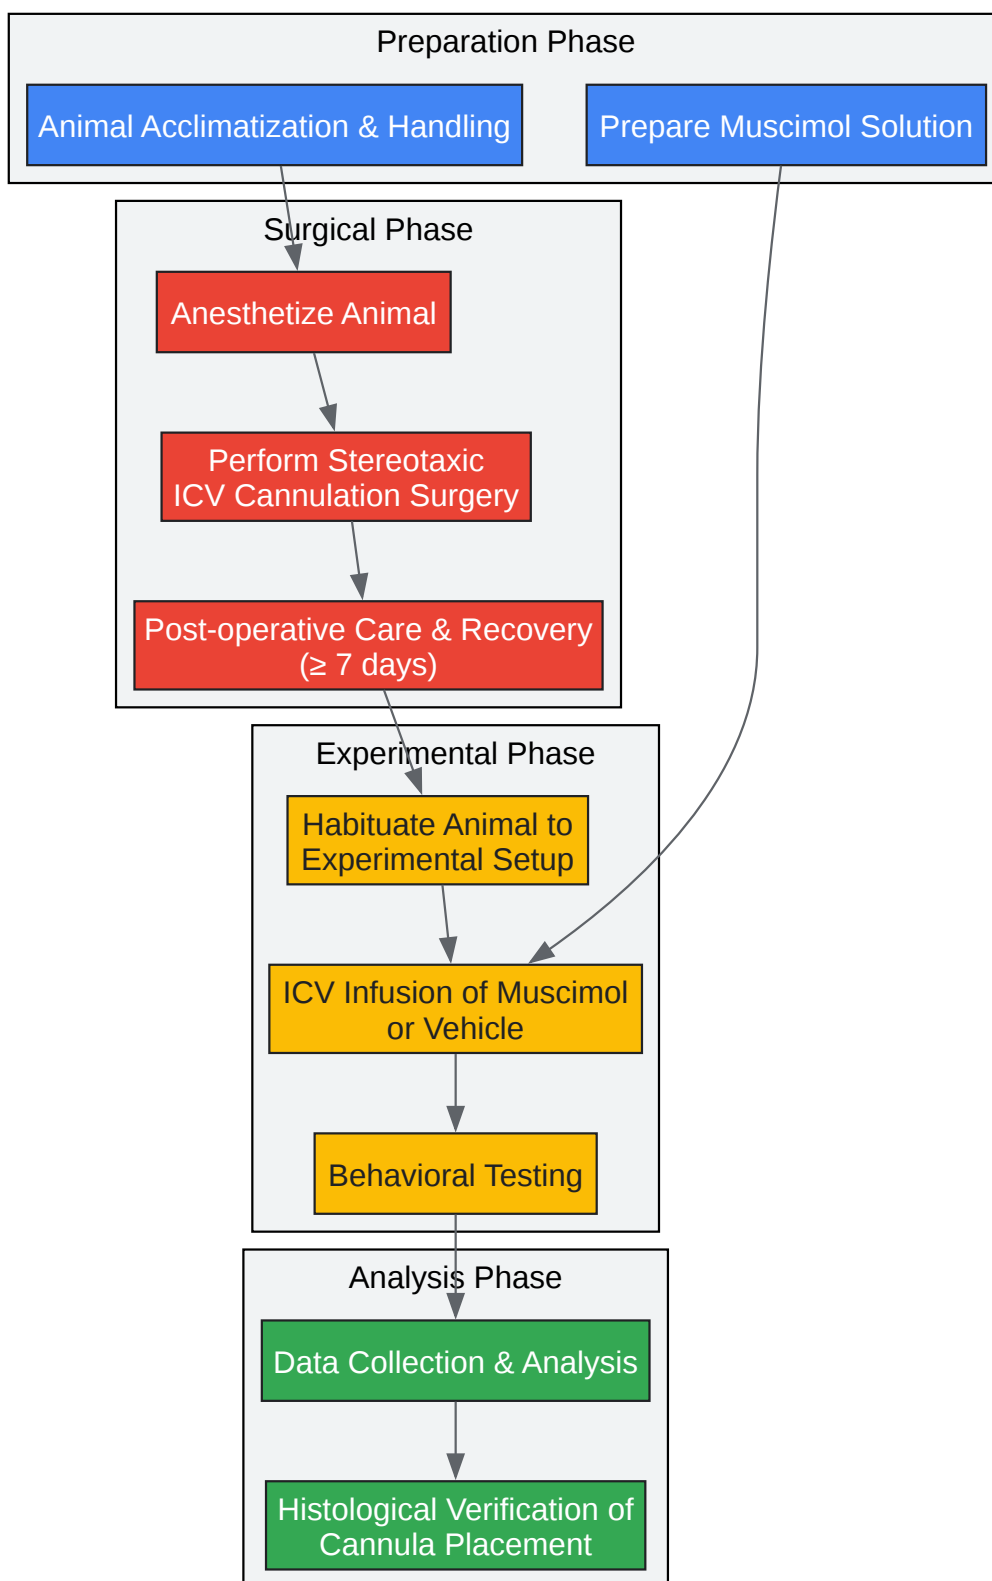 Preparation Phase
Animal Acclimatization & Handling
Prepare Muscimol Solution
Surgical Phase
Anesthetize Animal
Perform Stereotaxic
ICV Cannulation Surgery
Post-operative Care & Recovery
(≥ 7 days)
Experimental Phase
Habituate Animal to
Experimental Setup
ICV Infusion of Muscimol
or Vehicle
Behavioral Testing
Analysis Phase
Data Collection & Analysis
Histological Verification of
Cannula Placement